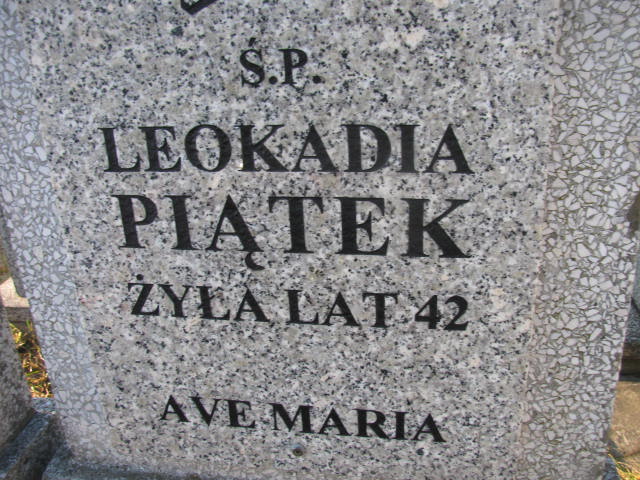 Ś.P.
LEOKADIA
PIĄTEK
ŻYŁA LAT 42
AVE MARIA